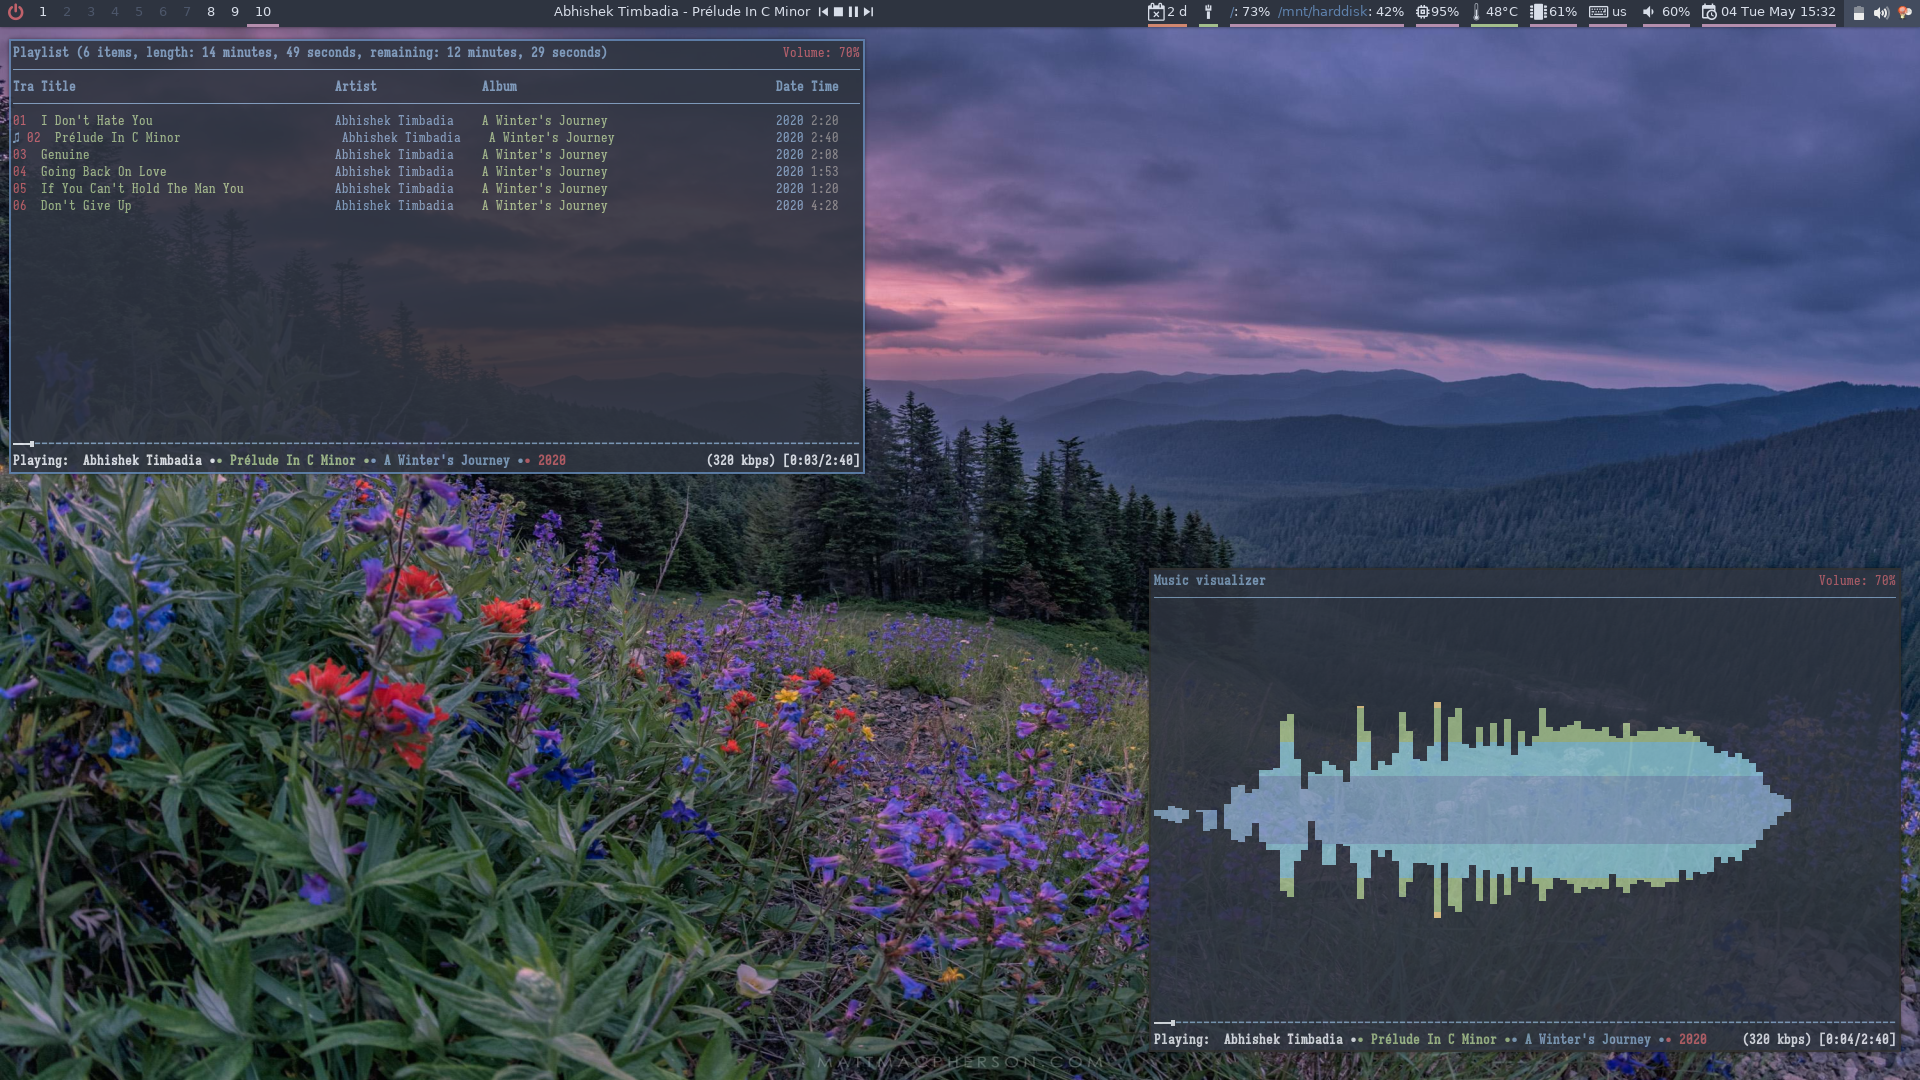 1 2 3 4 5 6 7 8 9 10 Abhishek Timbadia - Prélude In C Minor 2 d /: 73% /mnt/harddisk: 42% 95% 48°C 61% us 60% 04 Tue May 15:32
Playlist (6 items, length: 14 minutes, 49 seconds, remaining: 12 minutes, 29 seconds) Volume: 70%
Tra Title Artist Album Date Time
01 I Don't Hate You Abhishek Timbadia A Winter's Journey 2020 2:20
♫ 02 Prélude In C Minor Abhishek Timbadia A Winter's Journey 2020 2:40
03 Genuine Abhishek Timbadia A Winter's Journey 2020 2:08
04 Going Back On Love Abhishek Timbadia A Winter's Journey 2020 1:53
05 If You Can't Hold The Man You Abhishek Timbadia A Winter's Journey 2020 1:20
06 Don't Give Up Abhishek Timbadia A Winter's Journey 2020 4:28
Playing: Abhishek Timbadia •• Prélude In C Minor •• A Winter's Journey •• 2020 (320 kbps) [0:03/2:40]
Music visualizer Volume: 70%
Playing: Abhishek Timbadia •• Prélude In C Minor •• A Winter's Journey •• 2020 (320 kbps) [0:04/2:40]
MATTMACPHERSON.COM